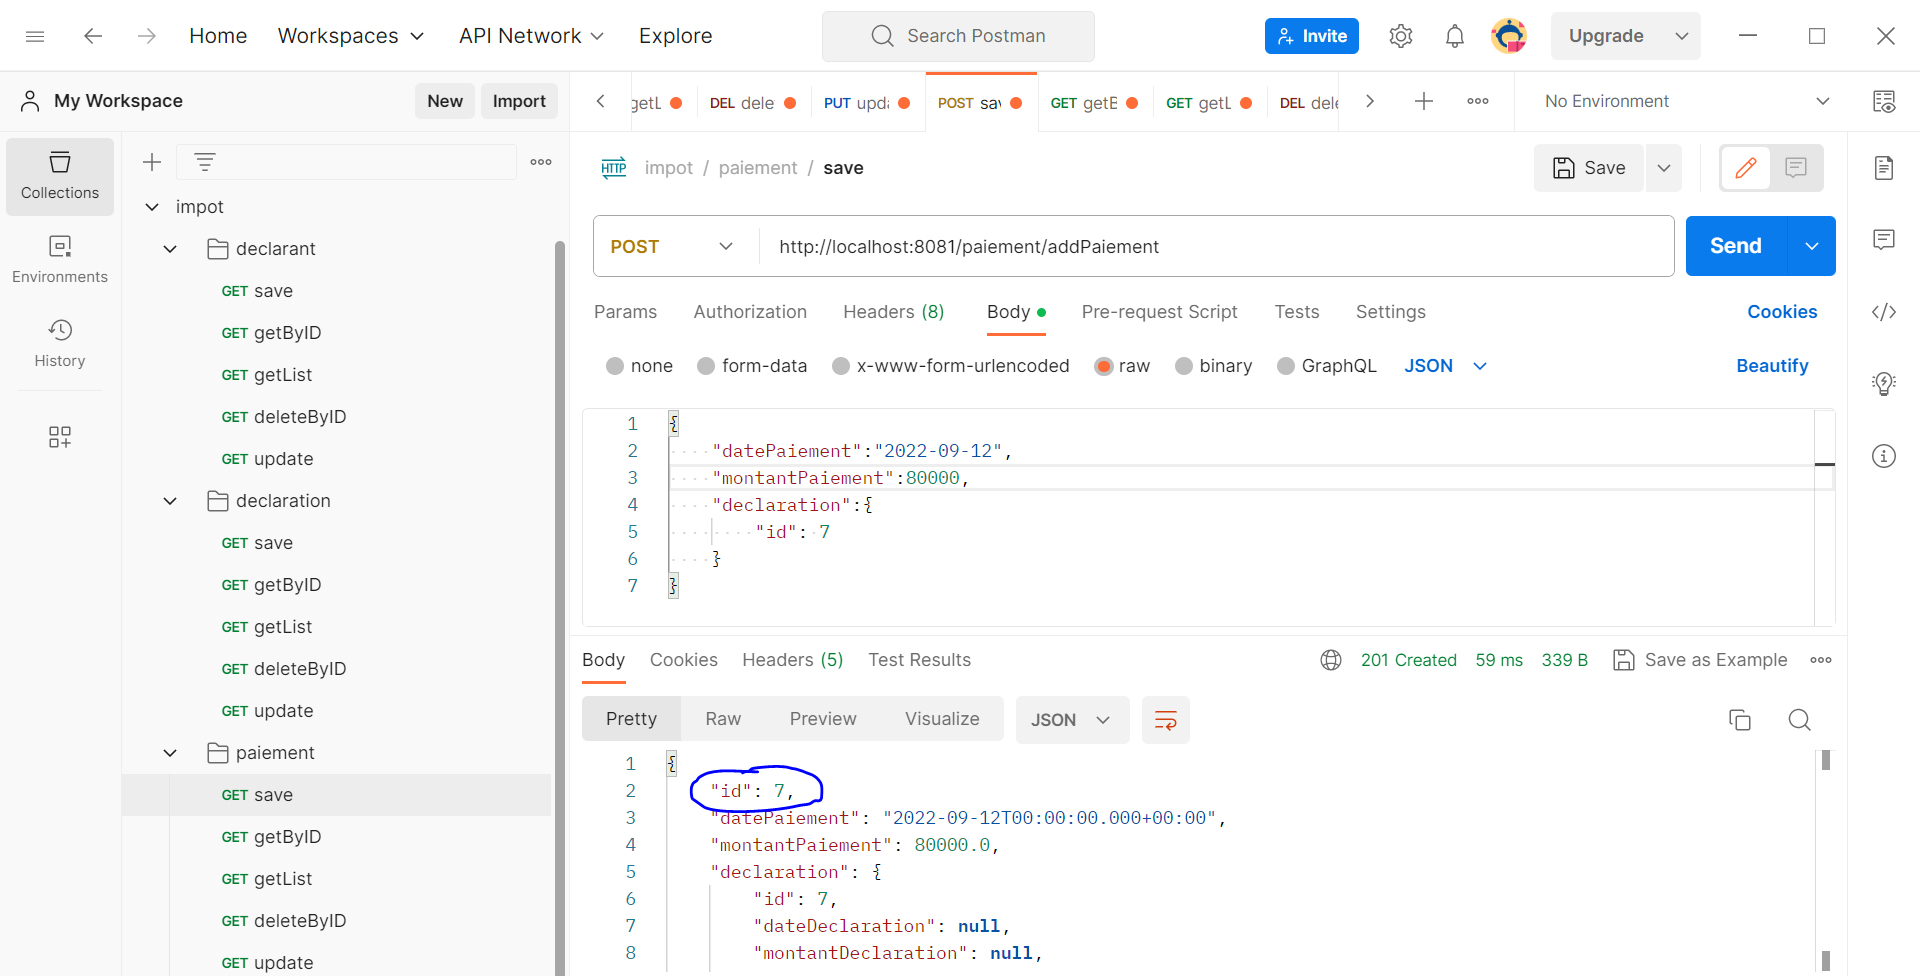 Home Workspaces API Network Explore Search Postman Invite Upgrade
My Workspace New Import getL DEL dele PUT upda POST sav GET getB GET getL DEL dele No Environment
Collections
Environments
History
impot
declarant
GET save
GET getByID
GET getList
GET deleteByID
GET update
declaration
GET save
GET getByID
GET getList
GET deleteByID
GET update
paiement
GET save
GET getByID
GET getList
GET deleteByID
GET update
HTTP impot / paiement / save Save
POST http://localhost:8081/paiement/addPaiement Send
Params Authorization Headers (8) Body Pre-request Script Tests Settings Cookies
none form-data x-www-form-urlencoded raw binary GraphQL JSON Beautify
1 {
2 "datePaiement":"2022-09-12",
3 "montantPaiement":80000,
4 "declaration":{
5 "id": 7
6 }
7 }
Body Cookies Headers (5) Test Results 201 Created 59 ms 339 B Save as Example
Pretty Raw Preview Visualize JSON
1 {
2 "id": 7,
3 "datePaiement": "2022-09-12T00:00:00.000+00:00",
4 "montantPaiement": 80000.0,
5 "declaration": {
6 "id": 7,
7 "dateDeclaration": null,
8 "montantDeclaration": null,